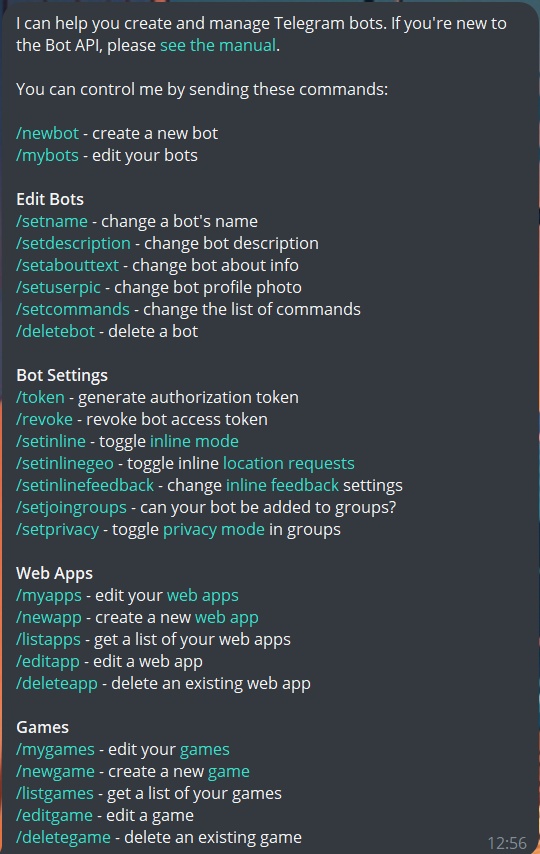 I can help you create and manage Telegram bots. If you're new to
the Bot API, please see the manual.
You can control me by sending these commands:
/newbot - create a new bot
/mybots - edit your bots
Edit Bots
/setname - change a bot's name
/setdescription - change bot description
/setabouttext - change bot about info
/setuserpic - change bot profile photo
/setcommands - change the list of commands
/deletebot - delete a bot
Bot Settings
/token - generate authorization token
/revoke - revoke bot access token
/setinline - toggle inline mode
/setinlinegeo - toggle inline location requests
/setinlinefeedback - change inline feedback settings
/setjoingroups - can your bot be added to groups?
/setprivacy - toggle privacy mode in groups
Web Apps
/myapps - edit your web apps
/newapp - create a new web app
/listapps - get a list of your web apps
/editapp - edit a web app
/deleteapp - delete an existing web app
Games
/mygames - edit your games
/newgame - create a new game
/listgames - get a list of your games
/editgame - edit a game
/deletegame - delete an existing game
12:56